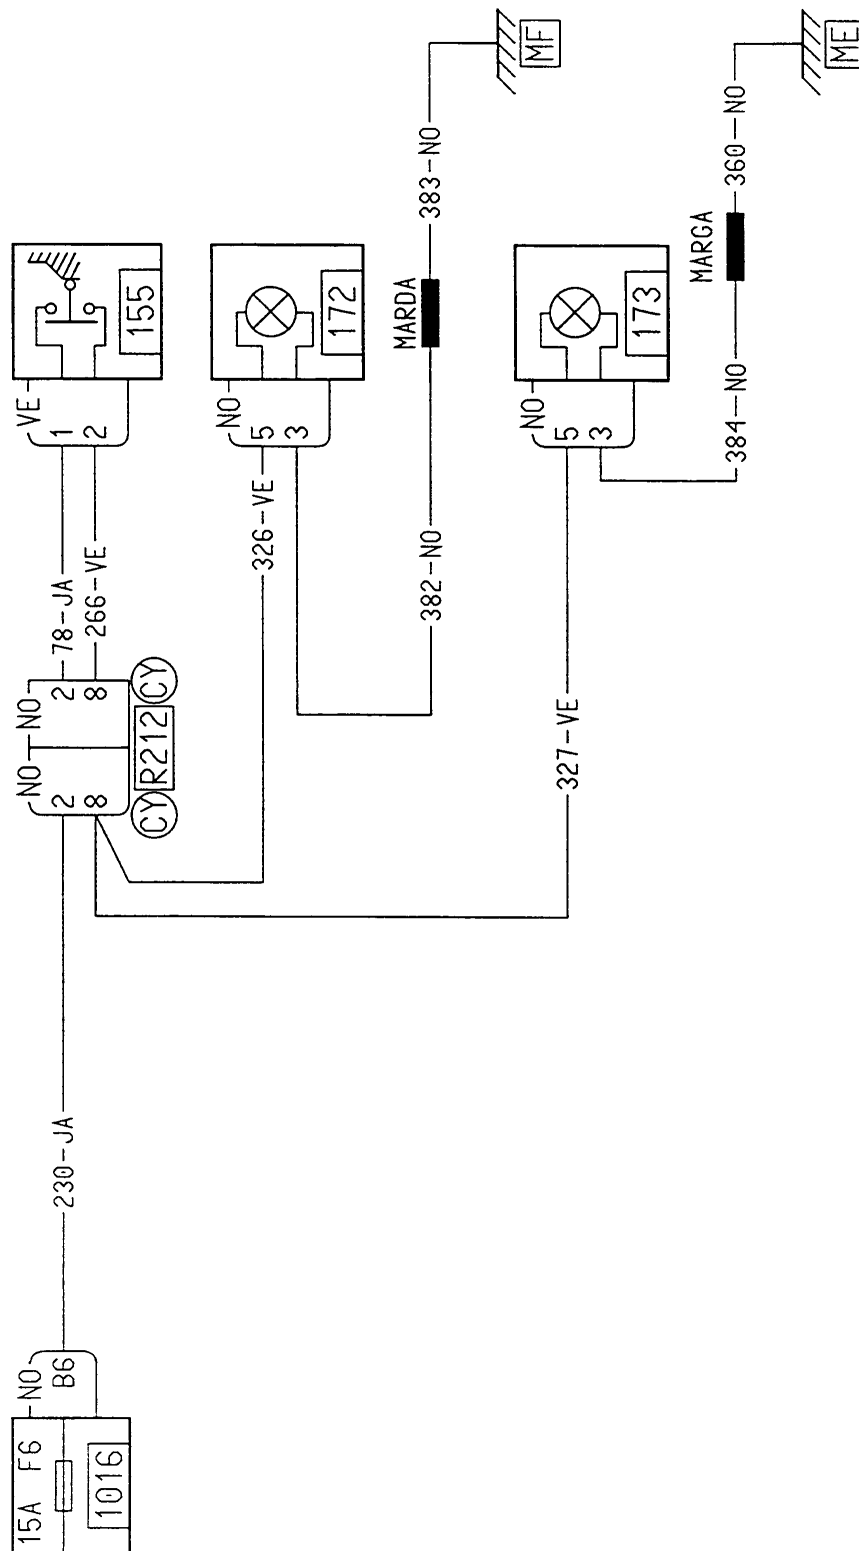 MF
ME
383-NO
360-NO
MARDA
MARGA
155
172
173
VE
1
2
NO
5
3
NO
5
3
384-NO
78-JA
266-VE
326-VE
382-NO
NO
NO
2
8
2
8
CY
R212
CY
327-VE
230-JA
NO
B6
15A F6
1016